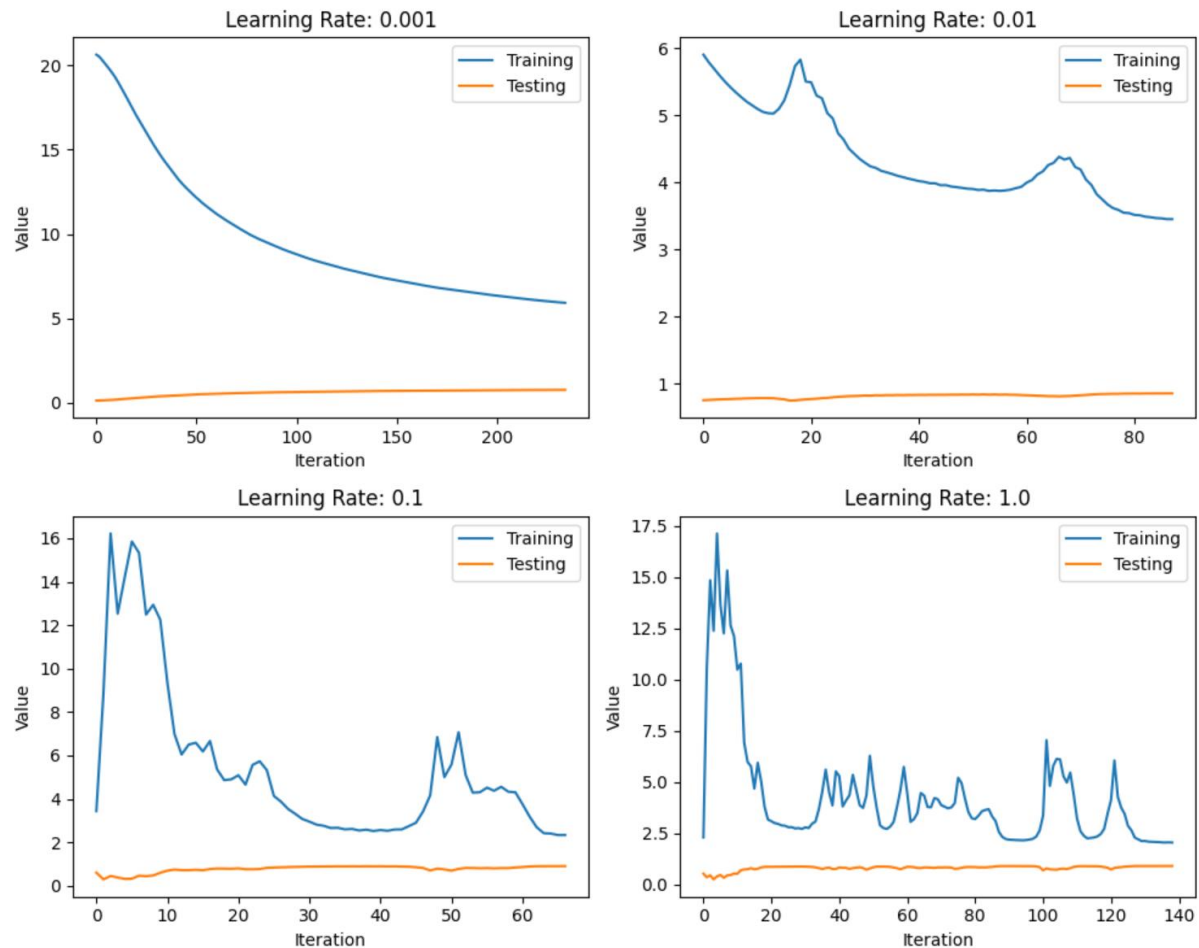 Learning Rate: 0.001
Training
Testing
20
15
10
5
0
Value
0 50 100 150 200
Iteration
Learning Rate: 0.01
Training
Testing
6
5
4
3
2
1
Value
0 20 40 60 80
Iteration
Learning Rate: 0.1
Training
Testing
16
14
12
10
8
6
4
2
0
Value
0 10 20 30 40 50 60
Iteration
Learning Rate: 1.0
Training
Testing
17.5
15.0
12.5
10.0
7.5
5.0
2.5
0.0
Value
0 20 40 60 80 100 120 140
Iteration